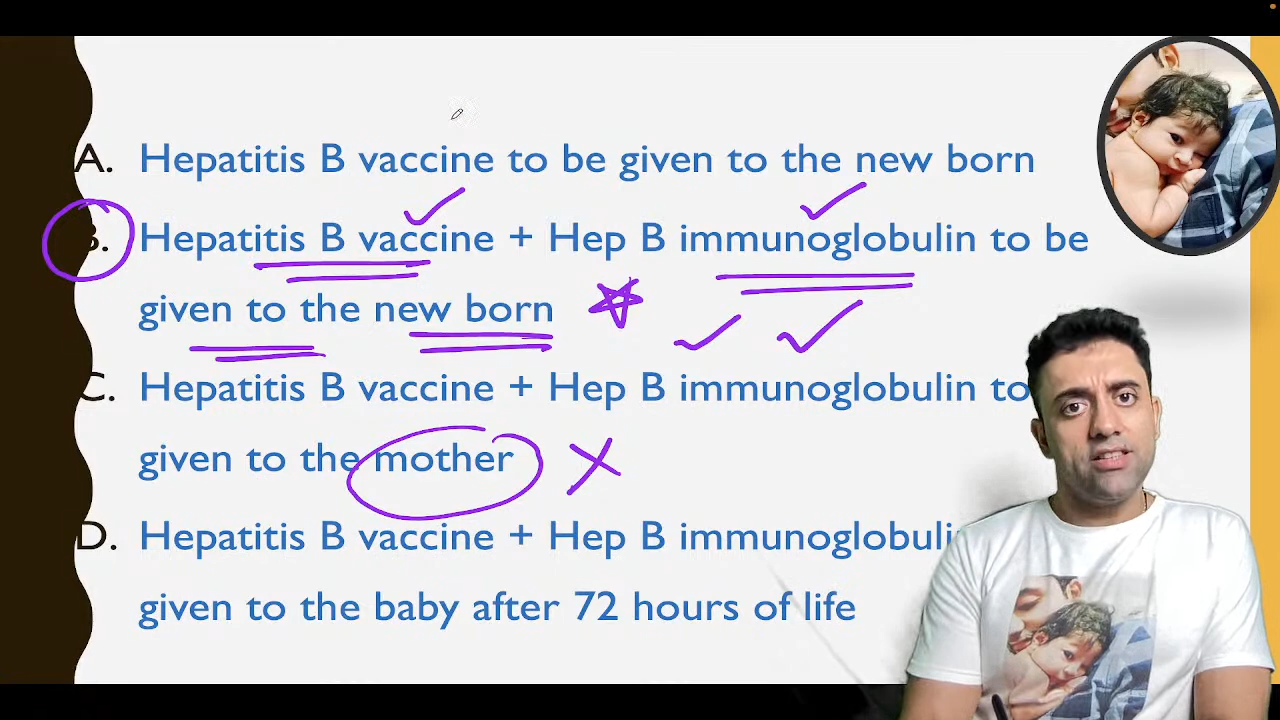 A. Hepatitis B vaccine to be given to the new born
B. Hepatitis B vaccine + Hep B immunoglobulin to be
given to the new born
C. Hepatitis B vaccine + Hep B immunoglobulin to
given to the mother
D. Hepatitis B vaccine + Hep B
given to the baby after 72 hours of life